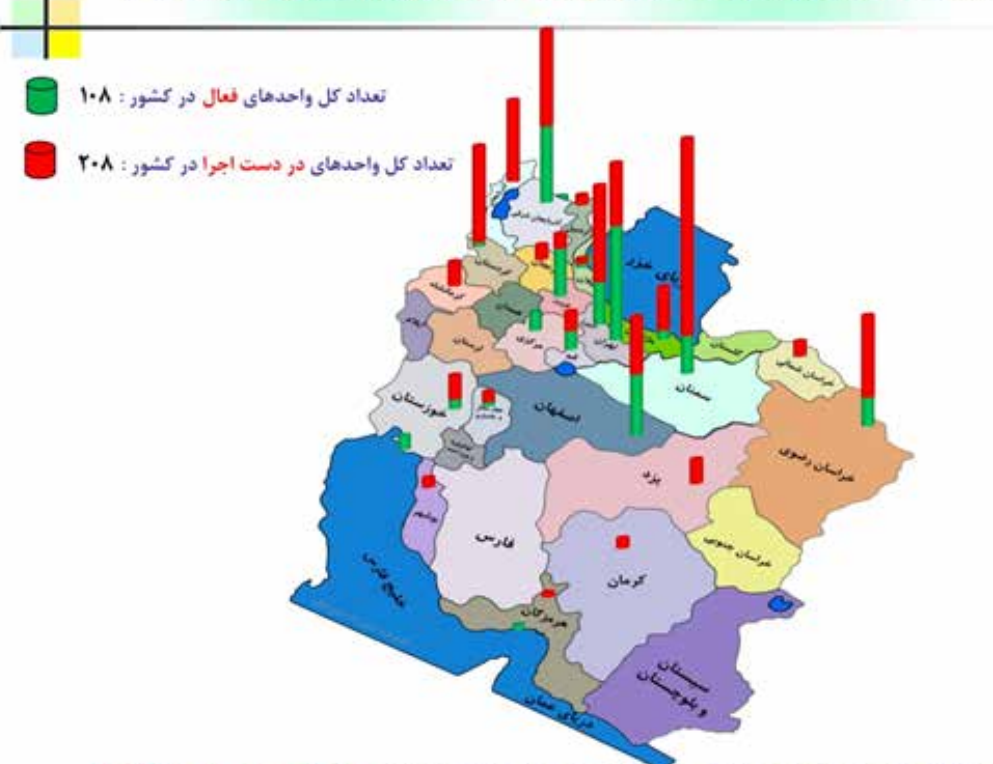 تعداد کل واحدهای فعال در کشور : ۱۰۸
تعداد کل واحدهای در دست اجرا در کشور : ۲۰۸
آذربایجان شرقی
دریای خزر
کردستان
کرمانشاه
همدان
لرستان
مرکزی
قم
تهران
گلستان
سمنان
خراسان شمالی
خوزستان
اصفهان
خراسان رضوی
یزد
بوشهر
فارس
خراسان جنوبی
کرمان
خلیج فارس
هرمزگان
سیستان
و بلوچستان
دریای عمان